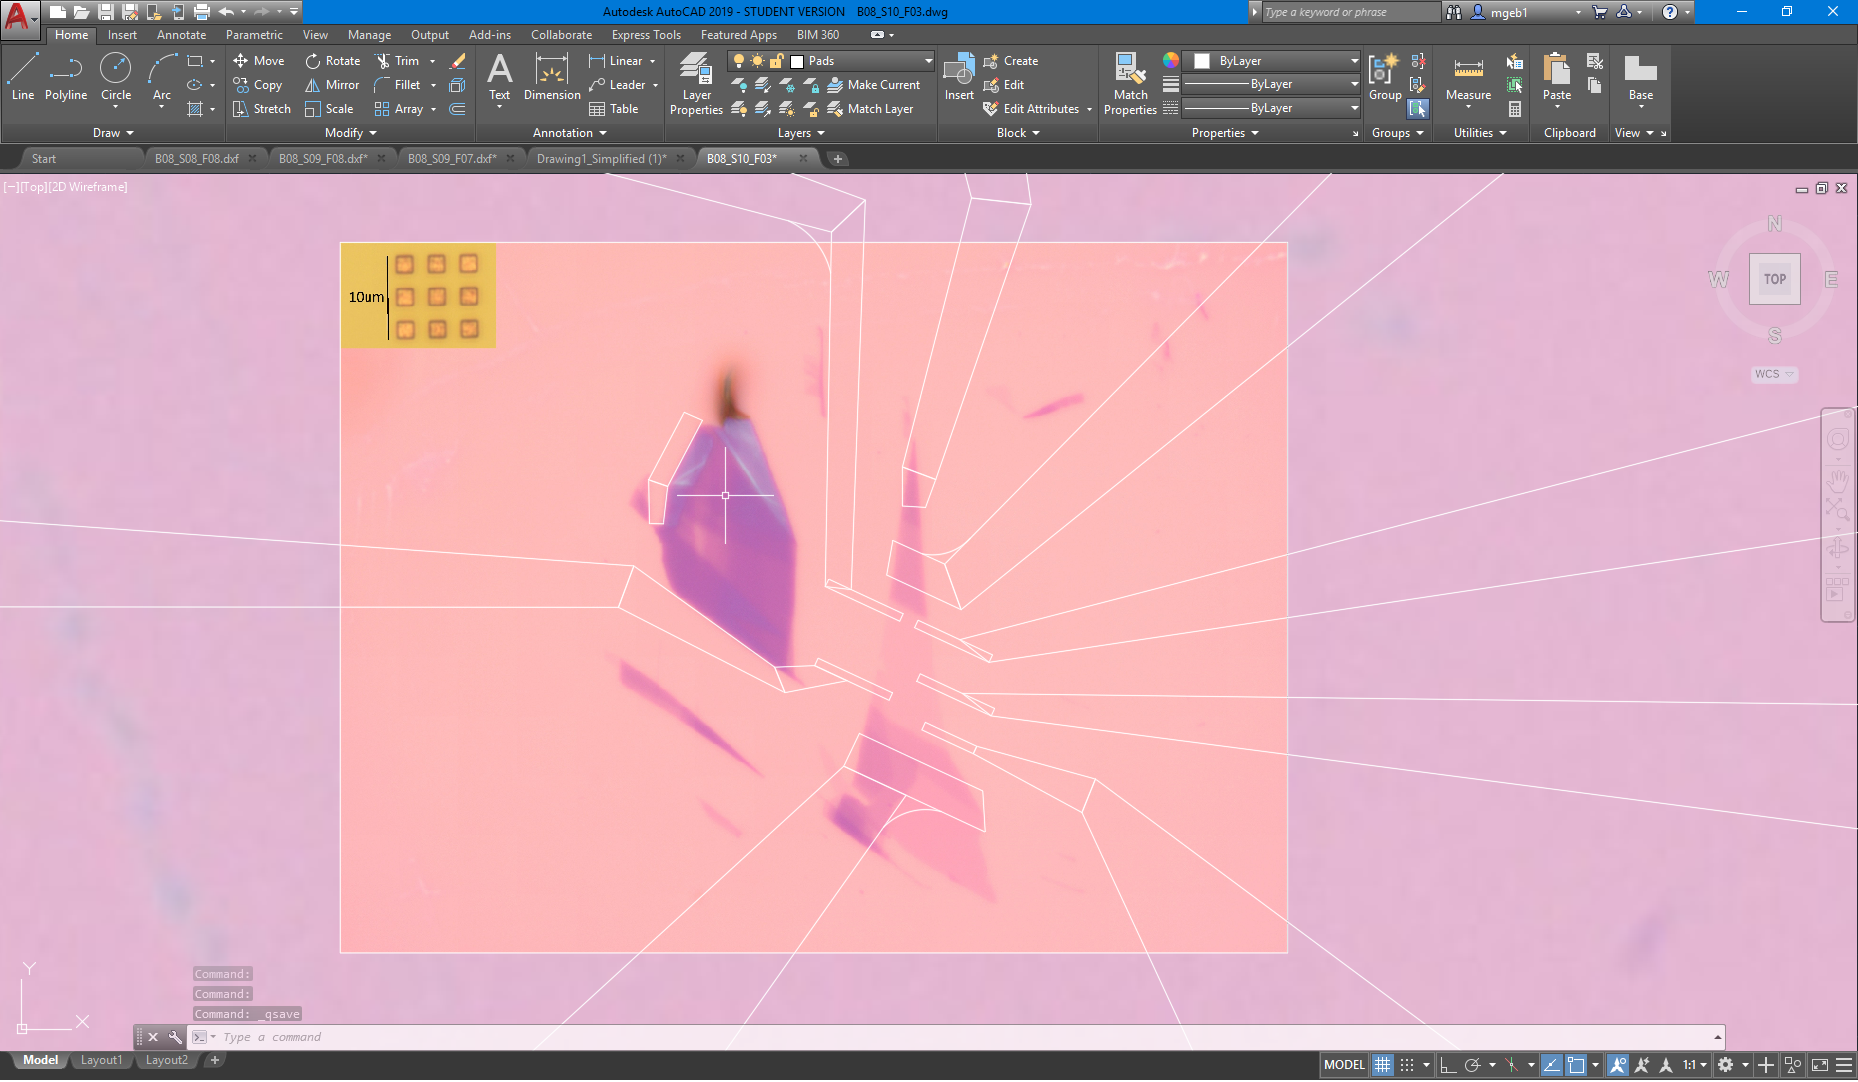 Autodesk AutoCAD 2019 - STUDENT VERSION B08_S10_F03.dwg
Type a keyword or phrase
mgeb1
Home Insert Annotate Parametric View Manage Output Add-ins Collaborate Express Tools Featured Apps BIM 360
Line Polyline Circle Arc
Move Rotate Trim
Copy Mirror Fillet
Stretch Scale Array
Text Dimension
Linear
Leader
Table
Layer Properties
Pads
Make Current
Match Layer
Insert
Create
Edit
Edit Attributes
Match Properties
ByLayer
ByLayer
ByLayer
Group
Measure
Paste
Base
Draw Modify Annotation Layers Block Properties Groups Utilities Clipboard View
Start B08_S08_F08.dxf B08_S09_F08.dxf* B08_S09_F07.dxf* Drawing1_Simplified (1)* B08_S10_F03*
[−][Top][2D Wireframe]
N
W TOP E
S
WCS
10um
Y
X
Command:
Command:
Command: _qsave
Type a command
Model Layout1 Layout2
MODEL
1:1